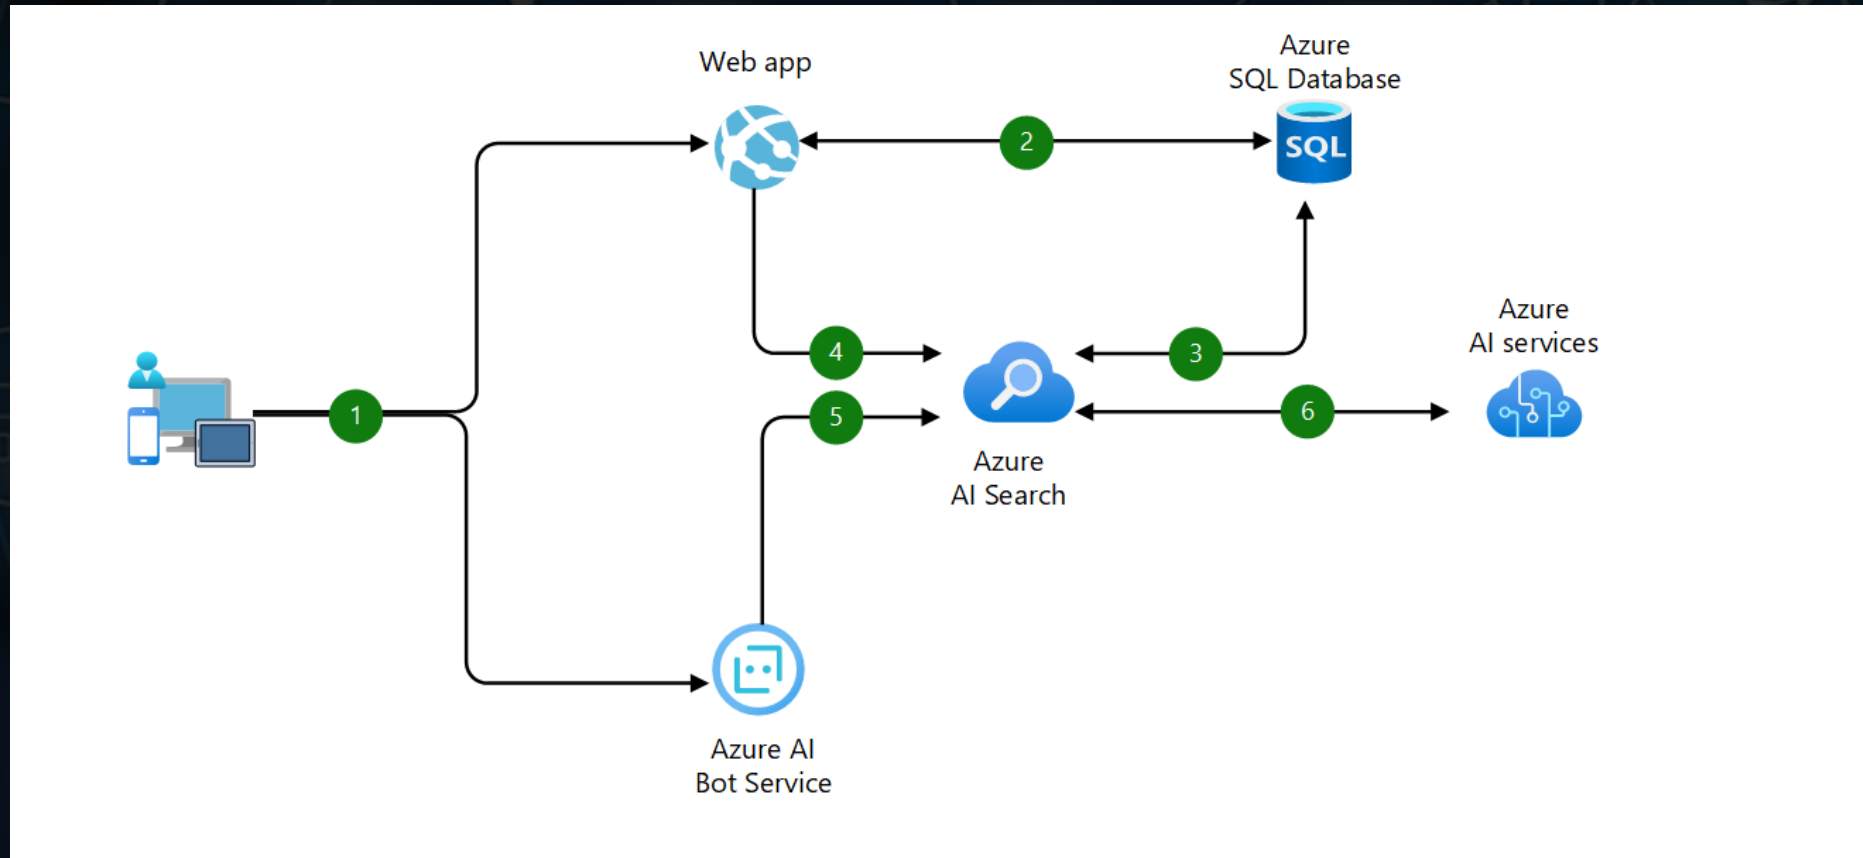 Web app
Azure
SQL Database
SQL
2
1
4
3
Azure
AI services
5
6
Azure
AI Search
Azure AI
Bot Service